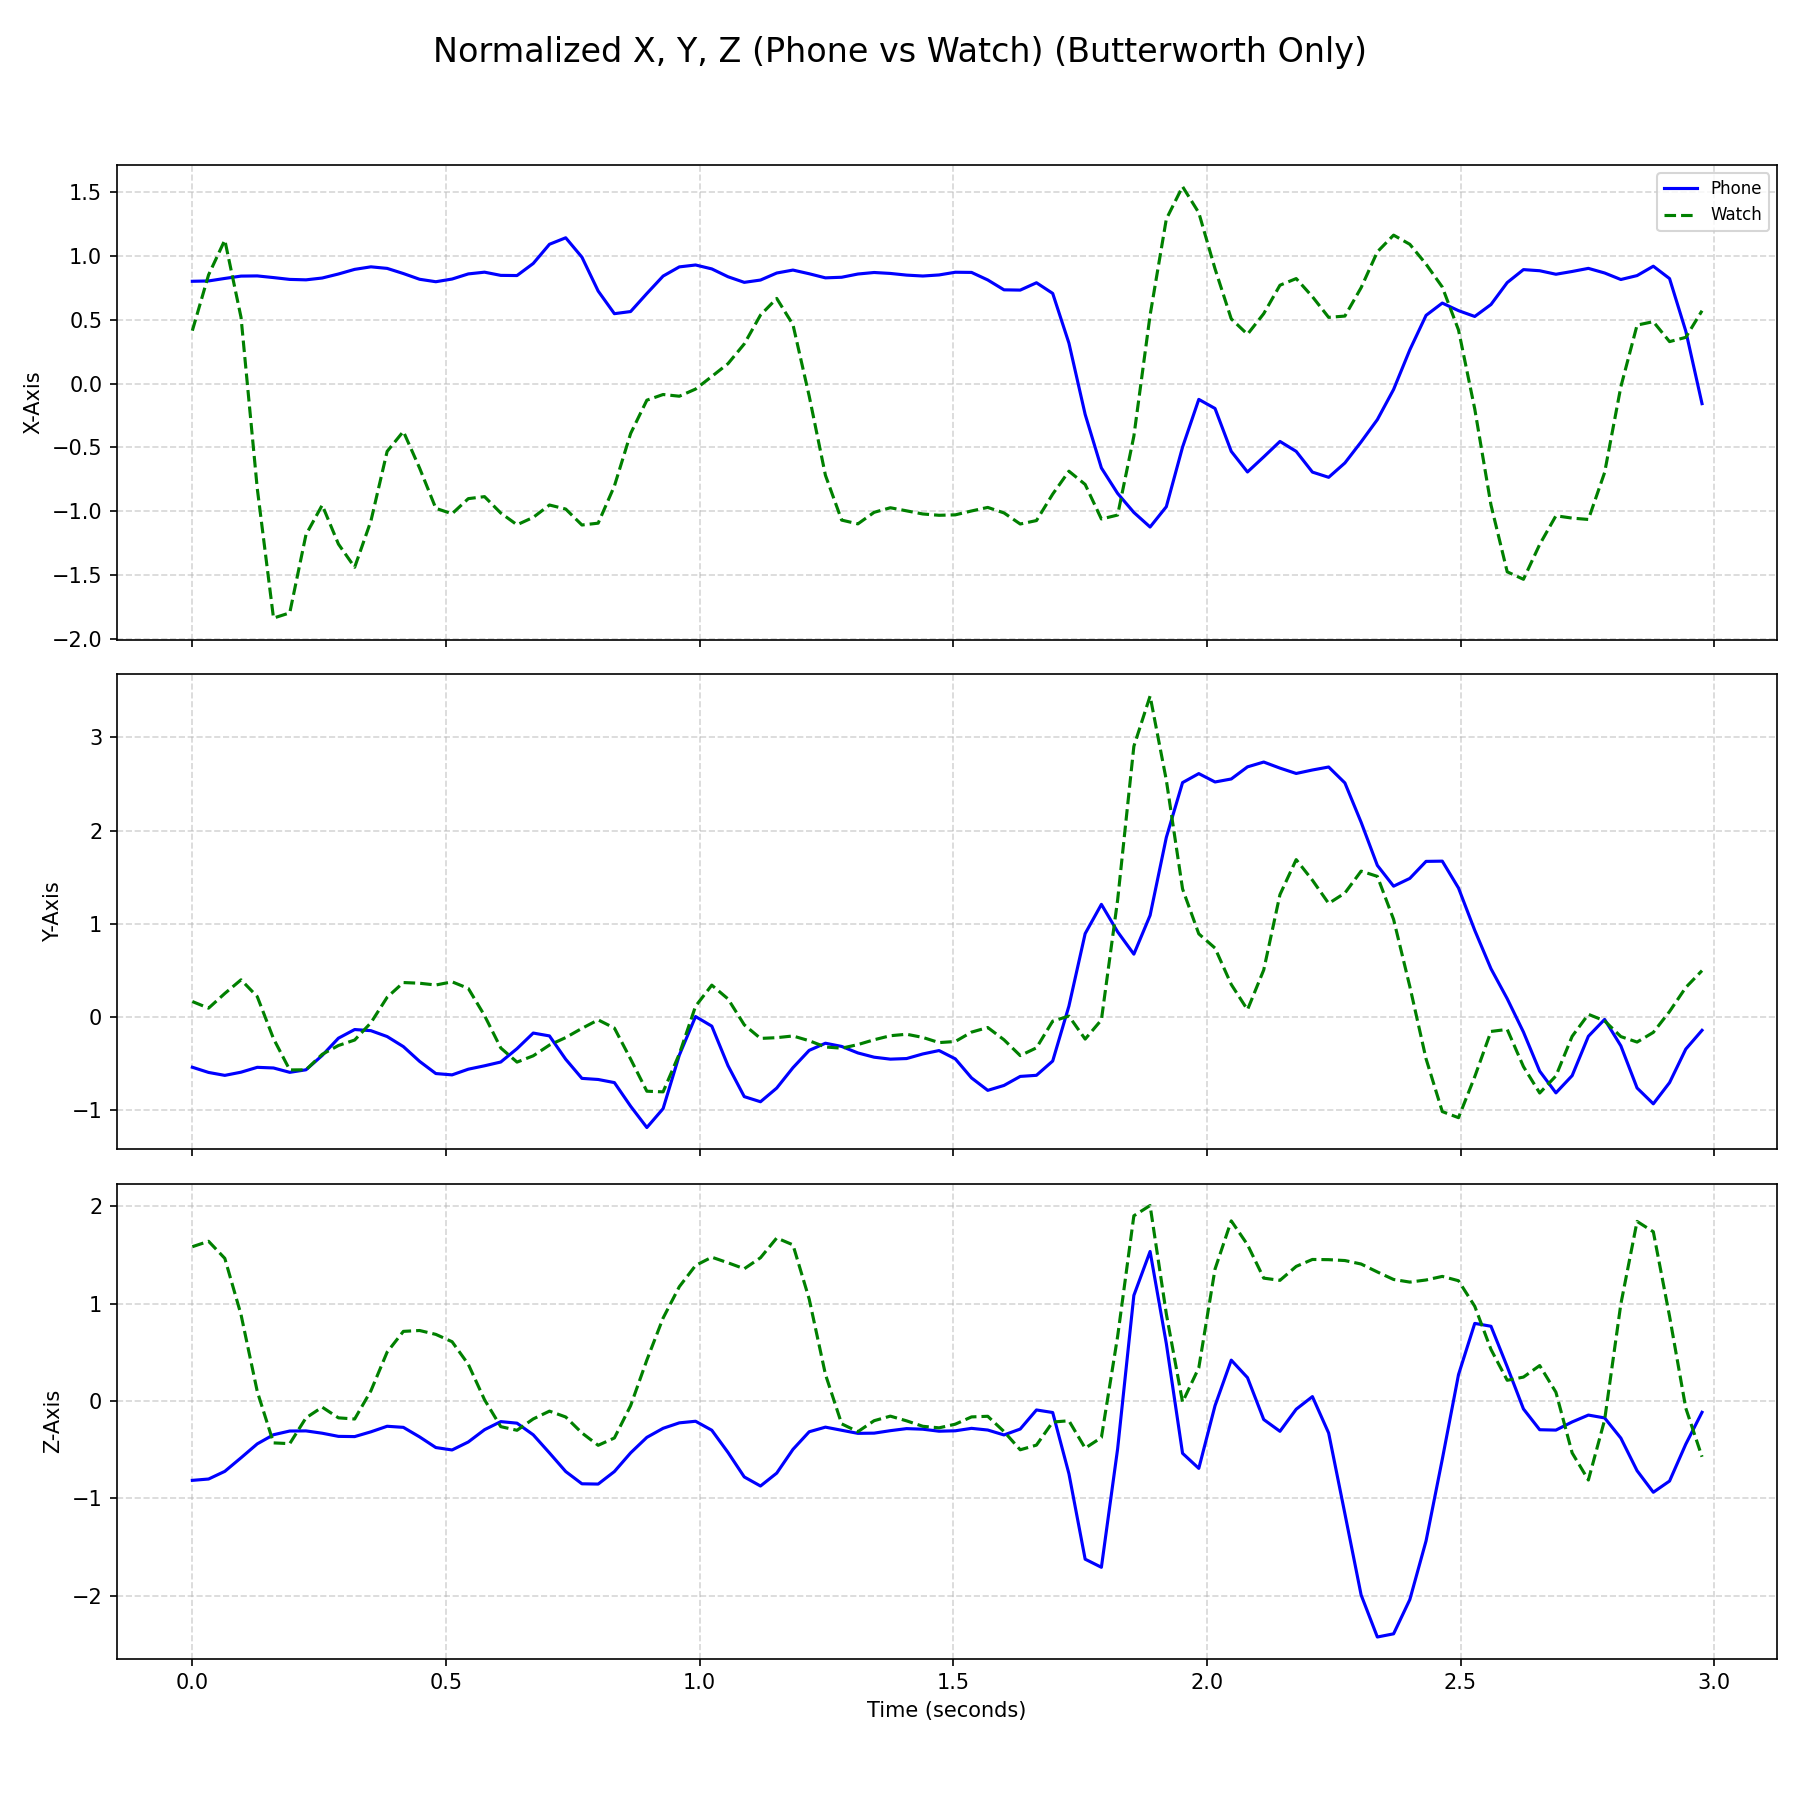 Normalized X, Y, Z (Phone vs Watch) (Butterworth Only)
Phone
Watch
1.5
1.0
0.5
0.0
−0.5
−1.0
−1.5
−2.0
X-Axis
3
2
1
0
−1
Y-Axis
2
1
0
−1
−2
Z-Axis
0.0 0.5 1.0 1.5 2.0 2.5 3.0
Time (seconds)